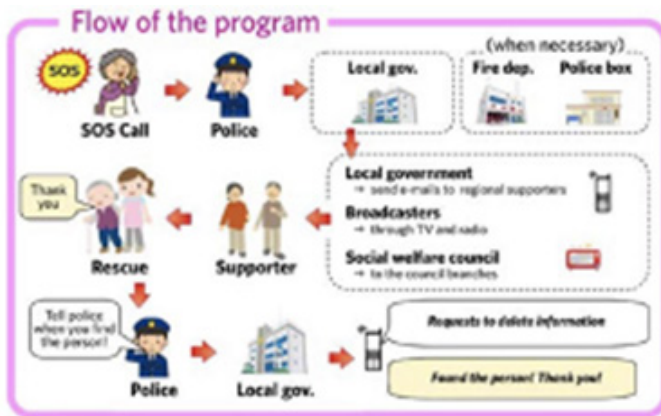 Flow of the program
(when necessary)
SOS
SOS Call
Police
Local gov.
Fire dep.
Police box
Local government
→ send e-mails to regional supporters
Broadcasters
→ through TV and radio
Social welfare council
→ to the council branches
Supporter
Rescue
Thank
you
Tell police
when you find
the person!
Police
Local gov.
Requests to delete information
Found the person! Thank you!